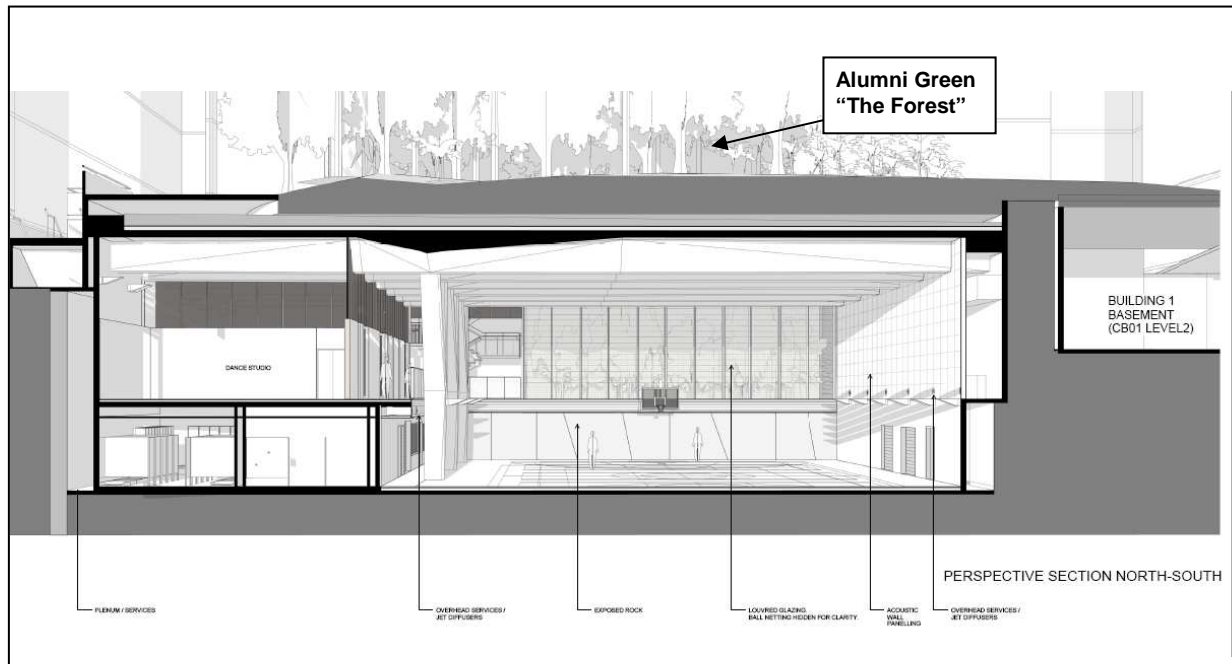 Alumni Green
“The Forest”
BUILDING 1
BASEMENT
(CB01 LEVEL2)
DANCE STUDIO
PERSPECTIVE SECTION NORTH-SOUTH
PLENUM / SERVICES
OVERHEAD SERVICES /
JET DIFFUSERS
EXPOSED ROCK
LOUVRED GLAZING.
BALL NETTING HIDDEN FOR CLARITY.
ACOUSTIC
WALL
PANELLING
OVERHEAD SERVICES /
JET DIFFUSERS